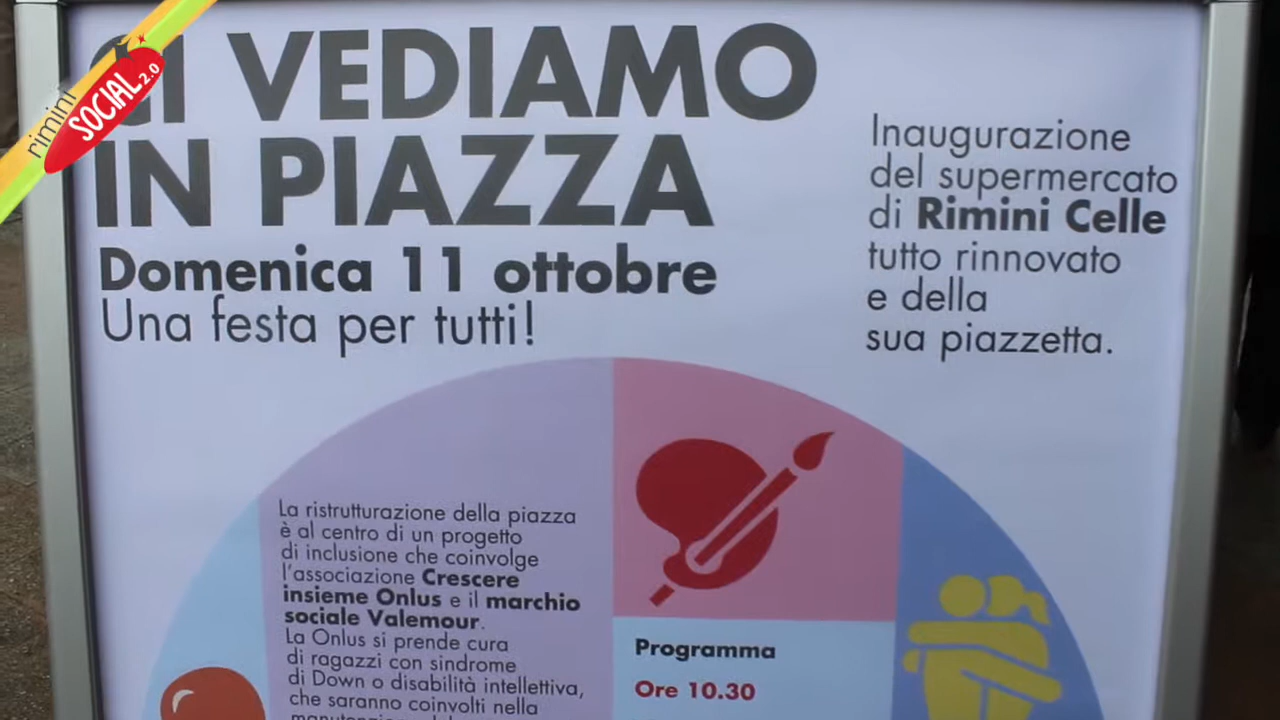 rimini
SOCIAL 2.0
CI VEDIAMO
IN PIAZZA
Domenica 11 ottobre
Una festa per tutti!
Inaugurazione
del supermercato
di Rimini Celle
tutto rinnovato
e della
sua piazzetta.
La ristrutturazione della piazza
è al centro di un progetto
di inclusione che coinvolge
l'associazione Crescere
insieme Onlus e il marchio
sociale Valemour.
La Onlus si prende cura
di ragazzi con sindrome
di Down o disabilità intellettiva,
che saranno coinvolti nella
Programma
Ore 10.30